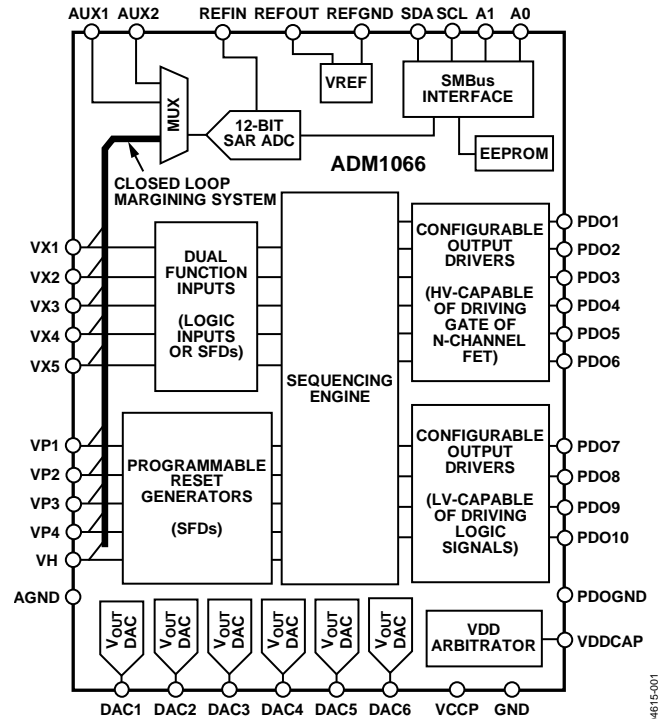 AUX1 AUX2 REFIN REFOUT REFGND SDA SCL A1 A0
VREF
SMBus
INTERFACE
MUX
12-BIT
SAR ADC
EEPROM
ADM1066
CLOSED LOOP
MARGINING SYSTEM
VX1
VX2
VX3
VX4
VX5
DUAL
FUNCTION
INPUTS
(LOGIC
INPUTS
OR SFDs)
SEQUENCING
ENGINE
CONFIGURABLE
OUTPUT
DRIVERS
(HV-CAPABLE
OF DRIVING
GATE OF
N-CHANNEL
FET)
PDO1
PDO2
PDO3
PDO4
PDO5
PDO6
VP1
VP2
VP3
VP4
VH
AGND
PROGRAMMABLE
RESET
GENERATORS
(SFDs)
CONFIGURABLE
OUTPUT
DRIVERS
(LV-CAPABLE
OF DRIVING
LOGIC
SIGNALS)
PDO7
PDO8
PDO9
PDO10
PDOGND
VDDCAP
VOUT
DAC
VOUT
DAC
VOUT
DAC
VOUT
DAC
VOUT
DAC
VOUT
DAC
VDD
ARBITRATOR
DAC1 DAC2 DAC3 DAC4 DAC5 DAC6 VCCP GND
4615-001